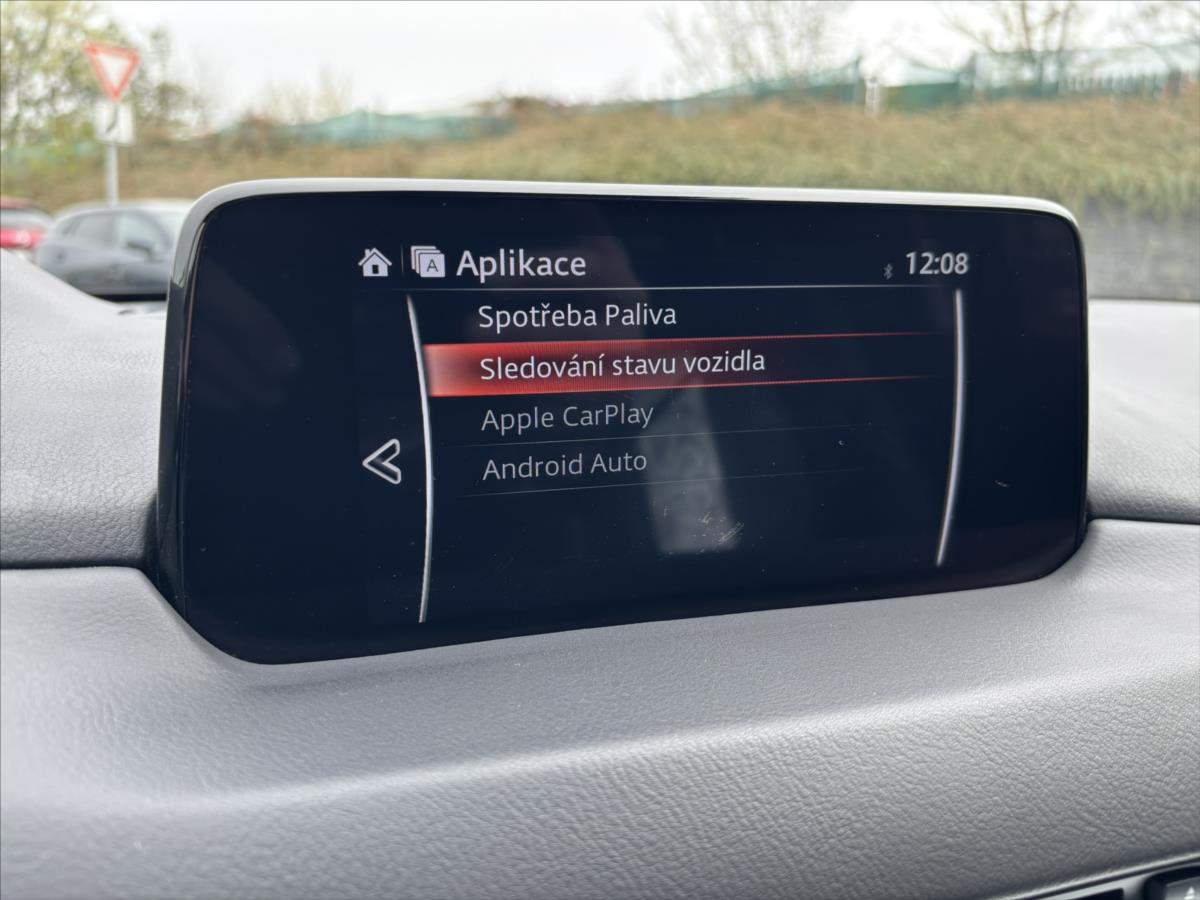 A Aplikace 12:08
Spotřeba Paliva
Sledování stavu vozidla
Apple CarPlay
Android Auto